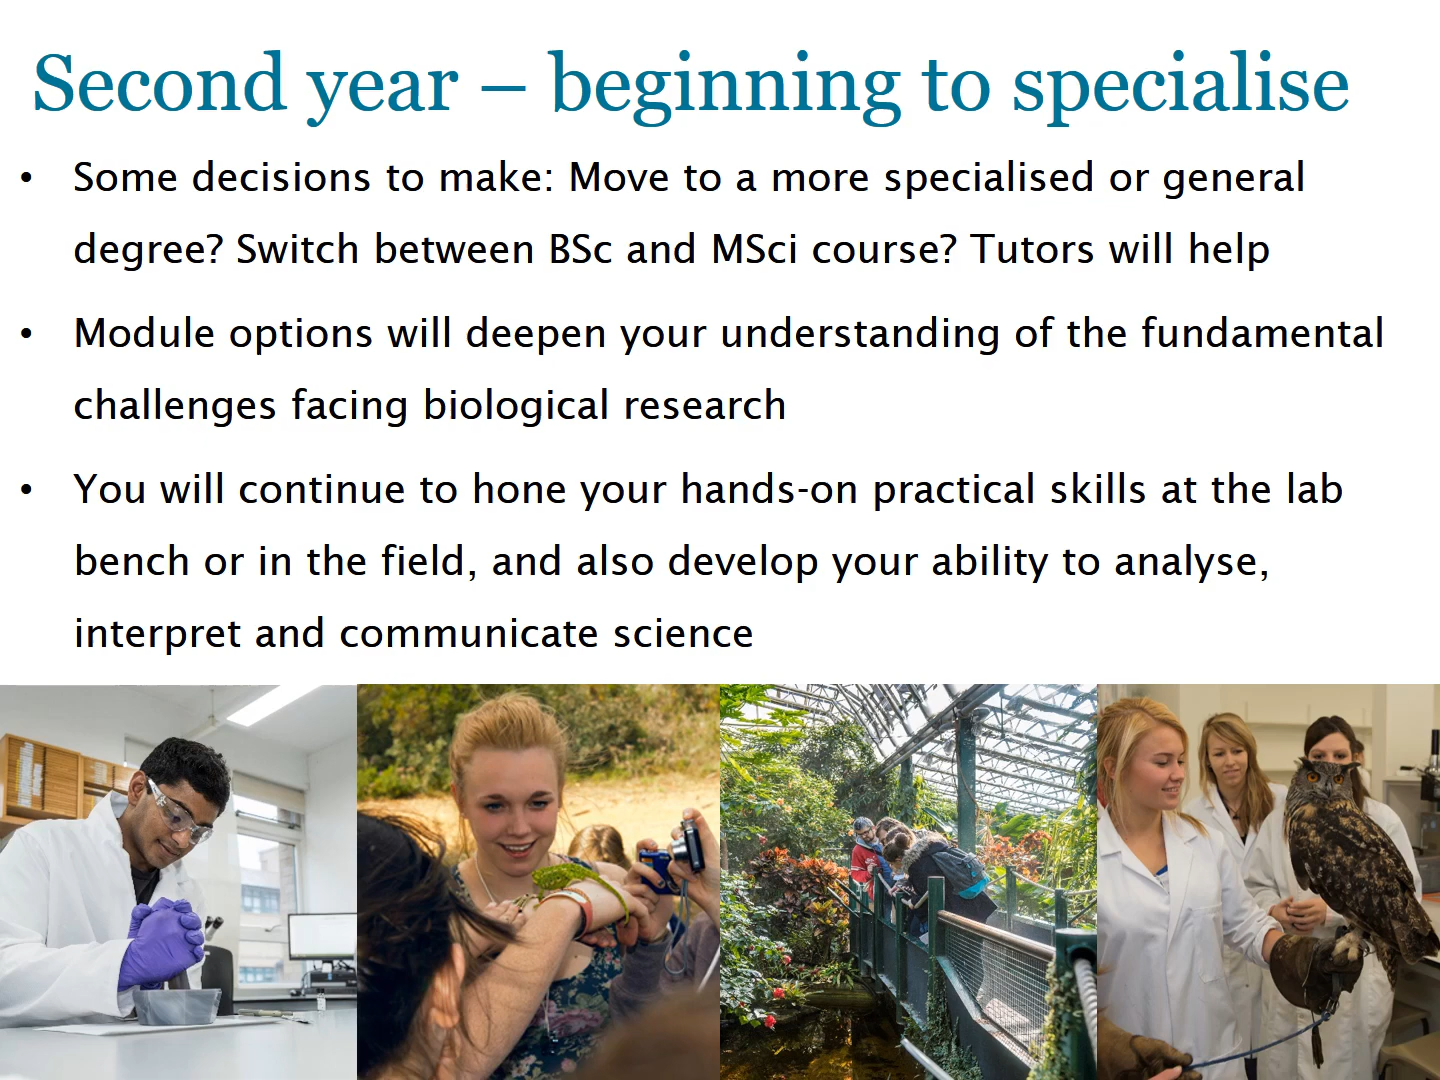 Second year – beginning to specialise
• Some decisions to make: Move to a more specialised or general
degree? Switch between BSc and MSci course? Tutors will help
• Module options will deepen your understanding of the fundamental
challenges facing biological research
• You will continue to hone your hands-on practical skills at the lab
bench or in the field, and also develop your ability to analyse,
interpret and communicate science